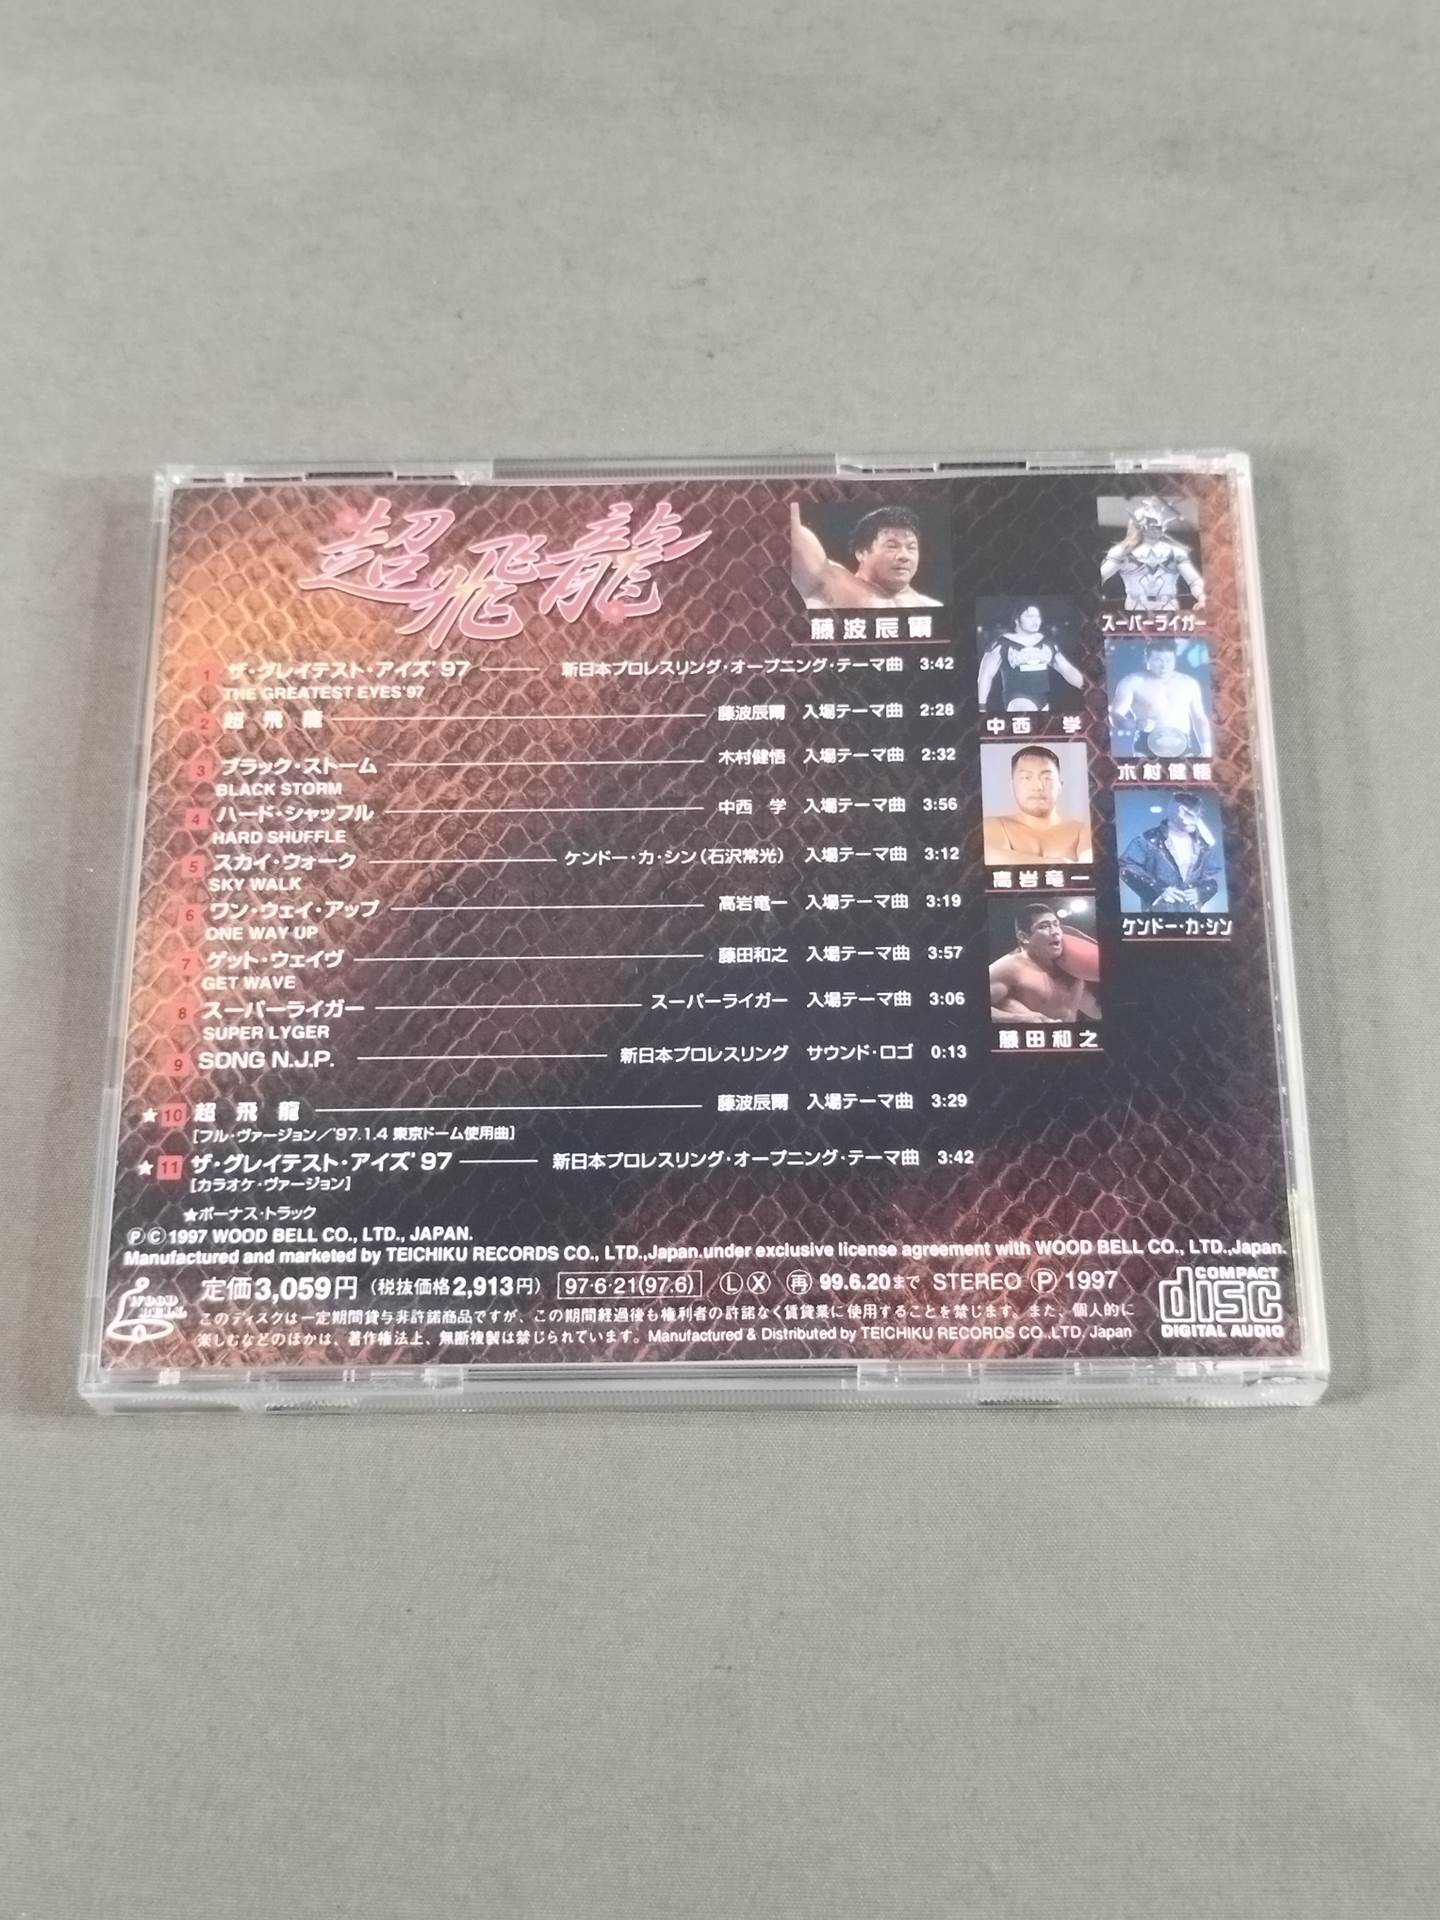 超飛龍
藤波辰爾
スーパーライガー
中西 学
木村健悟
高岩竜一
ケンドー・カ・シン
藤田和之
1 ザ・グレイテスト・アイズ'97 新日本プロレスリング・オープニング・テーマ曲 3:42
THE GREATEST EYES'97
2 超 飛 龍 藤波辰爾 入場テーマ曲 2:28
3 ブラック・ストーム 木村健悟 入場テーマ曲 2:32
BLACK STORM
4 ハード・シャッフル 中西 学 入場テーマ曲 3:56
HARD SHUFFLE
5 スカイ・ウォーク ケンドー・カ・シン(石沢常光) 入場テーマ曲 3:12
SKY WALK
6 ワン・ウェイ・アップ 高岩竜一 入場テーマ曲 3:19
ONE WAY UP
7 ゲット・ウェイヴ 藤田和之 入場テーマ曲 3:57
GET WAVE
8 スーパーライガー スーパーライガー 入場テーマ曲 3:06
SUPER LYGER
9 SONG N.J.P. 新日本プロレスリング サウンド・ロゴ 0:13
★10 超 飛 龍 藤波辰爾 入場テーマ曲 3:29
[フル・ヴァージョン/'97.1.4 東京ドーム使用曲]
★11 ザ・グレイテスト・アイズ'97 新日本プロレスリング・オープニング・テーマ曲 3:42
[カラオケ・ヴァージョン]
★ボーナス・トラック
ⓅⒸ1997 WOOD BELL CO., LTD., JAPAN.
Manufactured and marketed by TEICHIKU RECORDS CO., LTD.,Japan.under exclusive license agreement with WOOD BELL CO., LTD.,Japan.
WOOD BELL
定価3,059円 (税抜価格2,913円) 97・6・21(97.6) Ⓛ Ⓧ ㊢ 99.6.20まで STEREO Ⓟ 1997
このディスクは一定期間貸与非許諾商品ですが、この期間経過後も権利者の許諾なく賃貸業に使用することを禁じます。また、個人的に
楽しむなどのほかは、著作権法上、無断複製は禁じられています。Manufactured & Distributed by TEICHIKU RECORDS CO.,LTD. Japan
COMPACT
disc
DIGITAL AUDIO